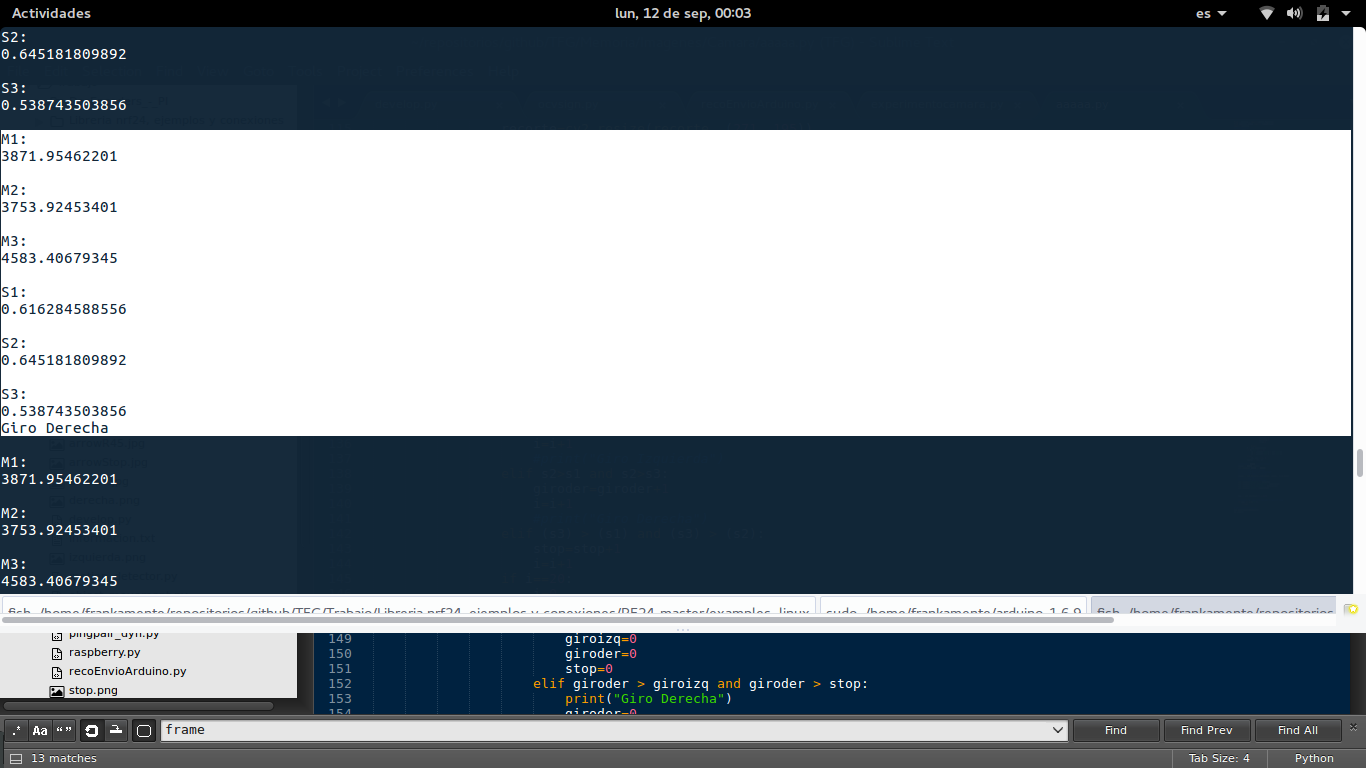 Actividades
lun, 12 de sep, 00:03
es
S2:
0.645181809892
S3:
0.538743503856
M1:
3871.95462201
M2:
3753.92453401
M3:
4583.40679345
S1:
0.616284588556
S2:
0.645181809892
S3:
0.538743503856
Giro Derecha
M1:
3871.95462201
M2:
3753.92453401
M3:
4583.40679345
fish /home/frankamente/repositorios/github/TEG/Trabajo/Libreria nrf24 ejemplos y conexiones/RF24-master/examples_linux
sudo /home/frankamente/arduino-1.6.9
fish /home/frankamente/repositorios
pingpair_dyn.py
raspberry.py
recoEnvioArduino.py
stop.png
149 giroizq=0
150 giroder=0
151 stop=0
152 elif giroder > giroizq and giroder > stop:
153 print("Giro Derecha")
154 giroder=0
.* Aa “” frame Find Find Prev Find All
13 matches
Tab Size: 4
Python